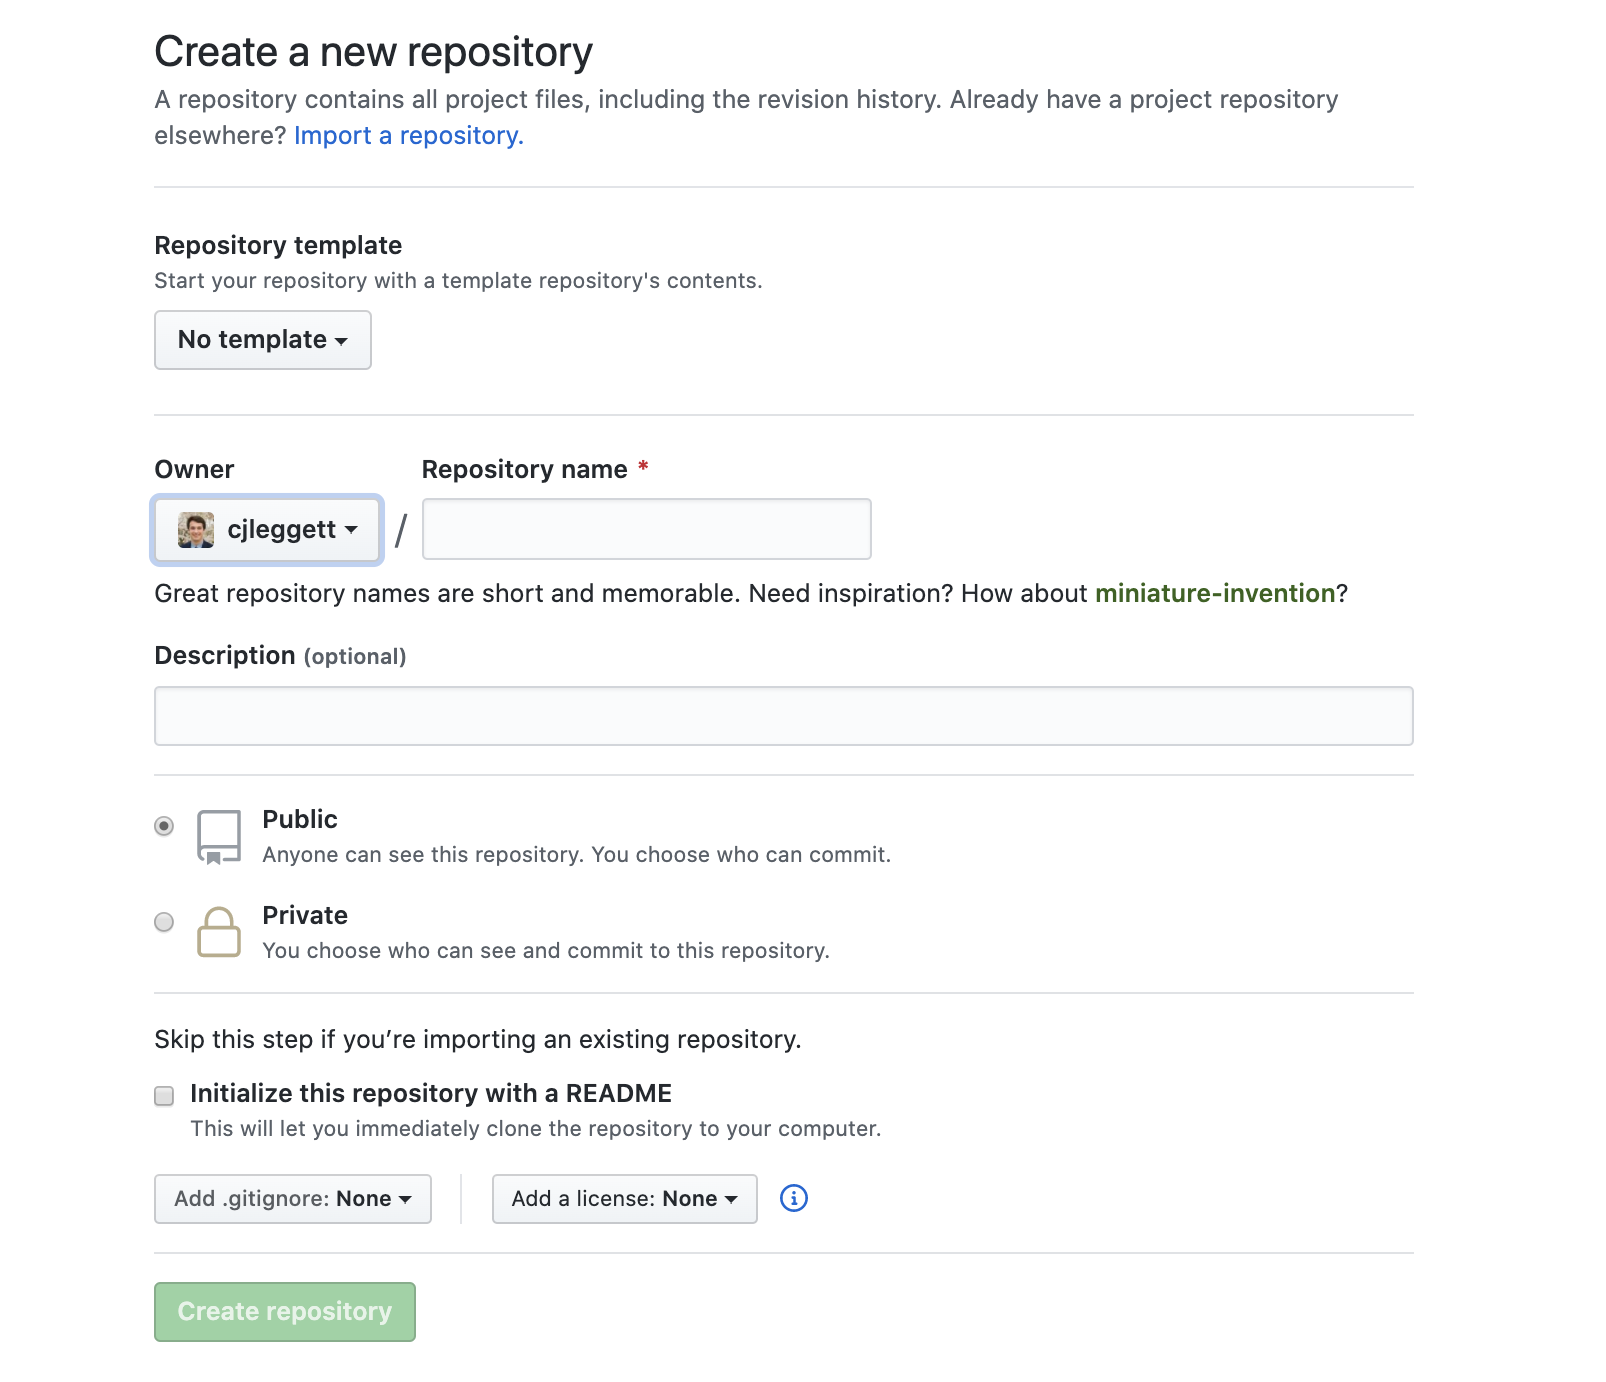 Create a new repository
A repository contains all project files, including the revision history. Already have a project repository
elsewhere? Import a repository.
Repository template
Start your repository with a template repository's contents.
No template
Owner
Repository name *
cjleggett
/
Great repository names are short and memorable. Need inspiration? How about miniature-invention?
Description (optional)
Public
Anyone can see this repository. You choose who can commit.
Private
You choose who can see and commit to this repository.
Skip this step if you’re importing an existing repository.
Initialize this repository with a README
This will let you immediately clone the repository to your computer.
Add .gitignore: None
Add a license: None
Create repository